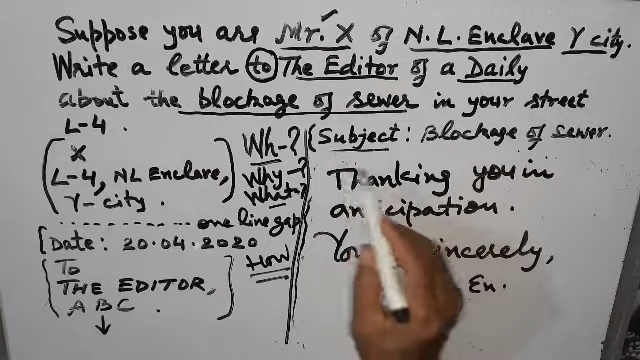 Suppose you are Mr. X of N.L. Enclave Y city.
Write a letter to The Editor of a Daily
about the blockage of sewer in your street
L-4.
X
L-4, NL Enclave,
Y-city.
one line gap
Date: 20.04.2020
To
THE EDITOR,
A B C .
Wh-?
Why-?
What-?
How
Subject: Blockage of sewer.
Thanking you in
anticipation.
sincerely,
En.